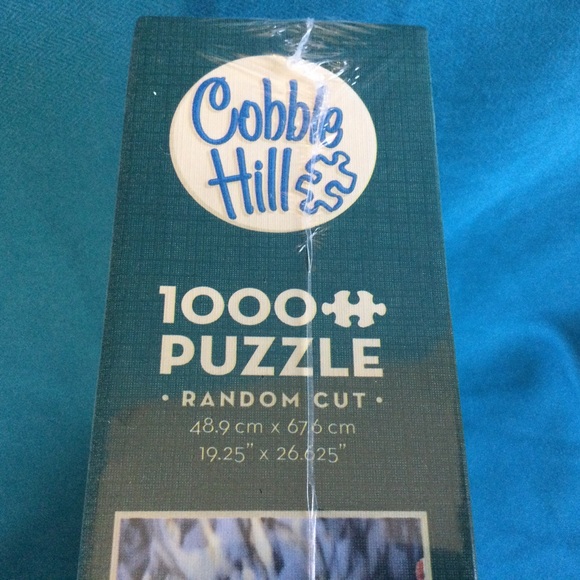 Cobble
Hill
1000
PUZZLE
• RANDOM CUT •
48.9 cm x 67.6 cm
19.25" x 26.625"